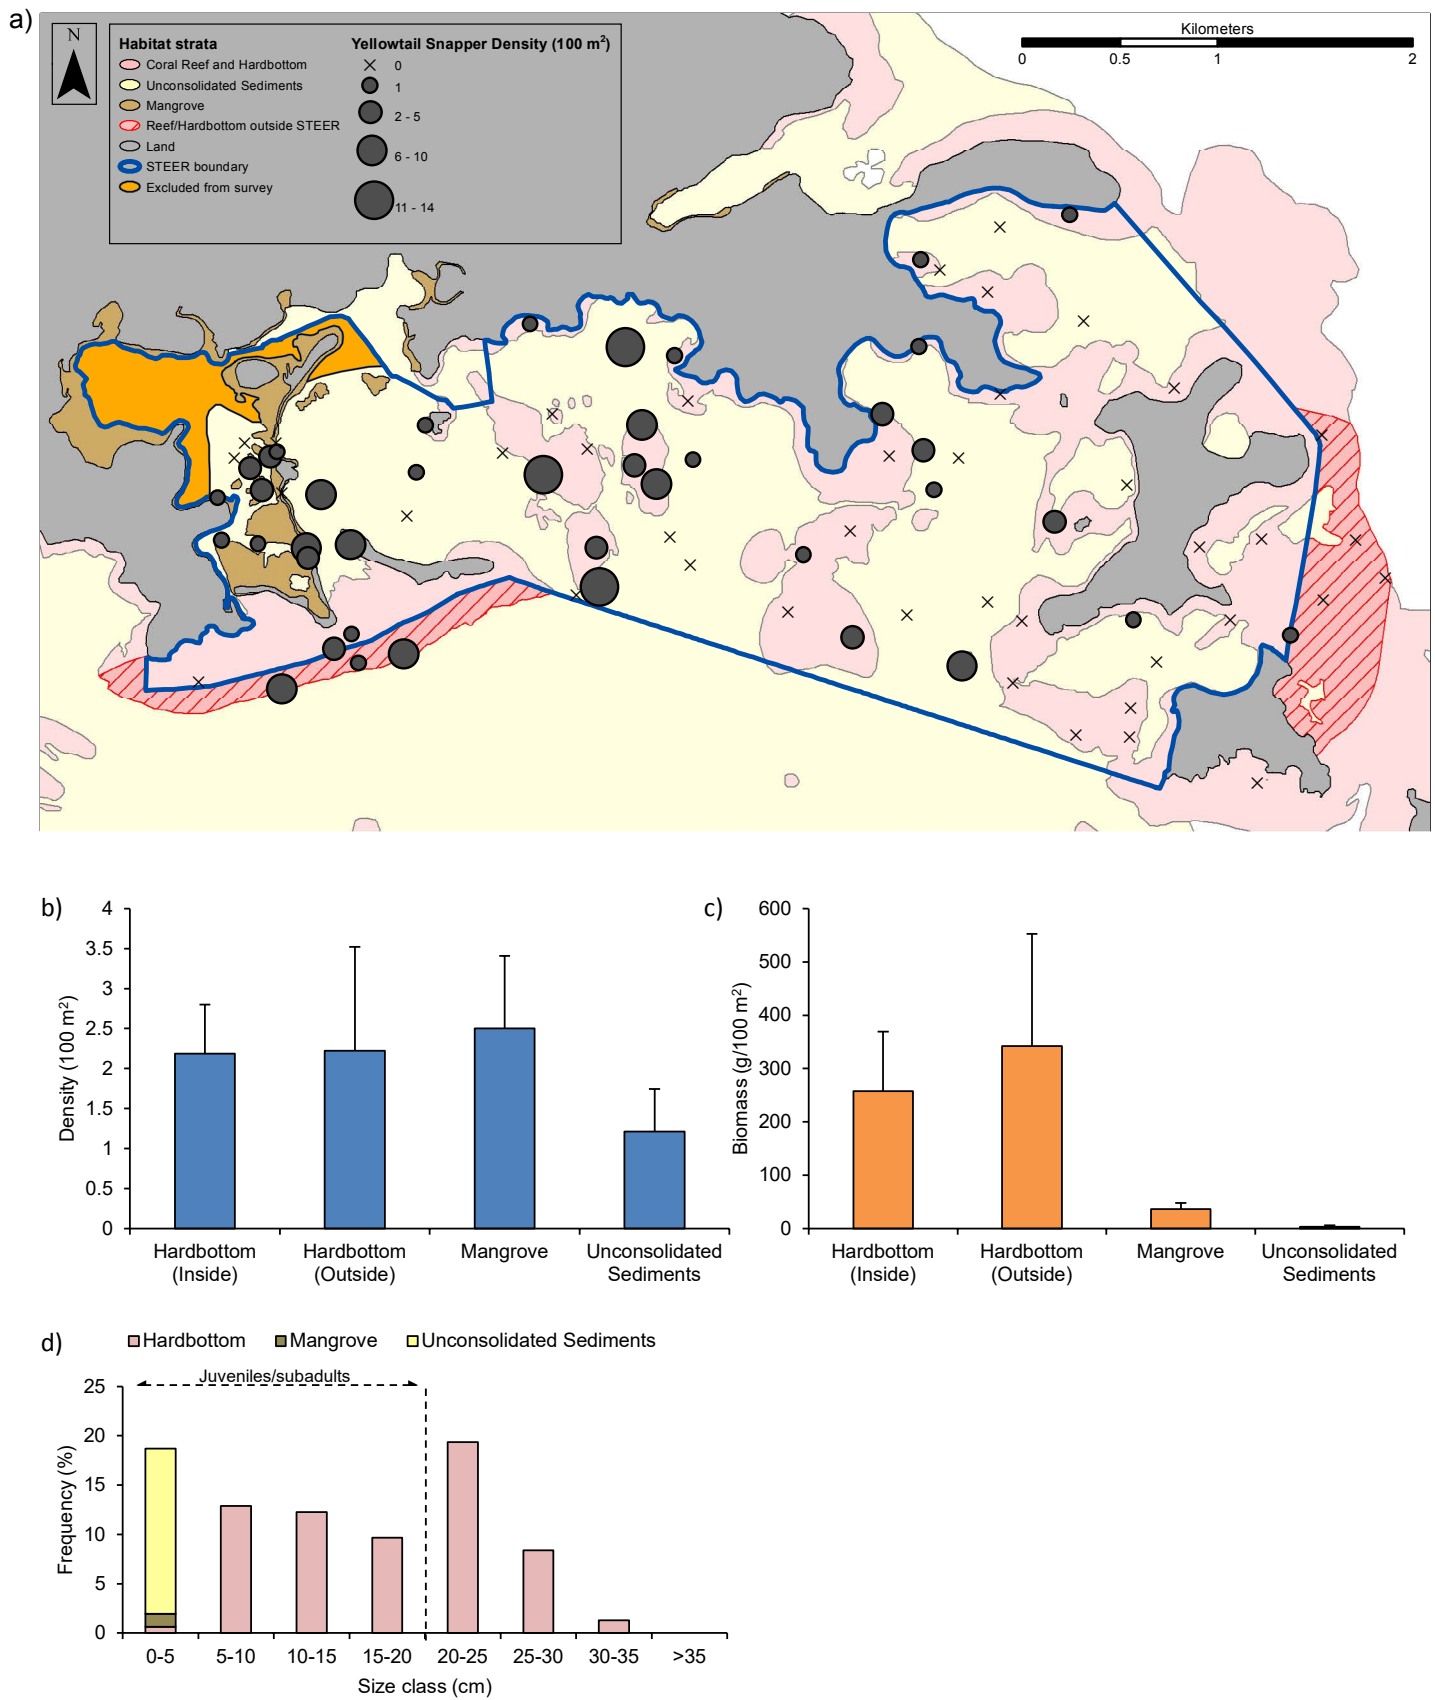 a)
N
Habitat strata
Coral Reef and Hardbottom
Unconsolidated Sediments
Mangrove
Reef/Hardbottom outside STEER
Land
STEER boundary
Excluded from survey
Yellowtail Snapper Density (100 m²)
0
1
2 - 5
6 - 10
11 - 14
Kilometers
0 0.5 1 2
b)
Density (100 m²)
4
3.5
3
2.5
2
1.5
1
0.5
0
Hardbottom (Inside)
Hardbottom (Outside)
Mangrove
Unconsolidated Sediments
c)
Biomass (g/100 m²)
600
500
400
300
200
100
0
Hardbottom (Inside)
Hardbottom (Outside)
Mangrove
Unconsolidated Sediments
d)
Hardbottom Mangrove Unconsolidated Sediments
Juveniles/subadults
Frequency (%)
25
20
15
10
5
0
0-5 5-10 10-15 15-20 20-25 25-30 30-35 >35
Size class (cm)